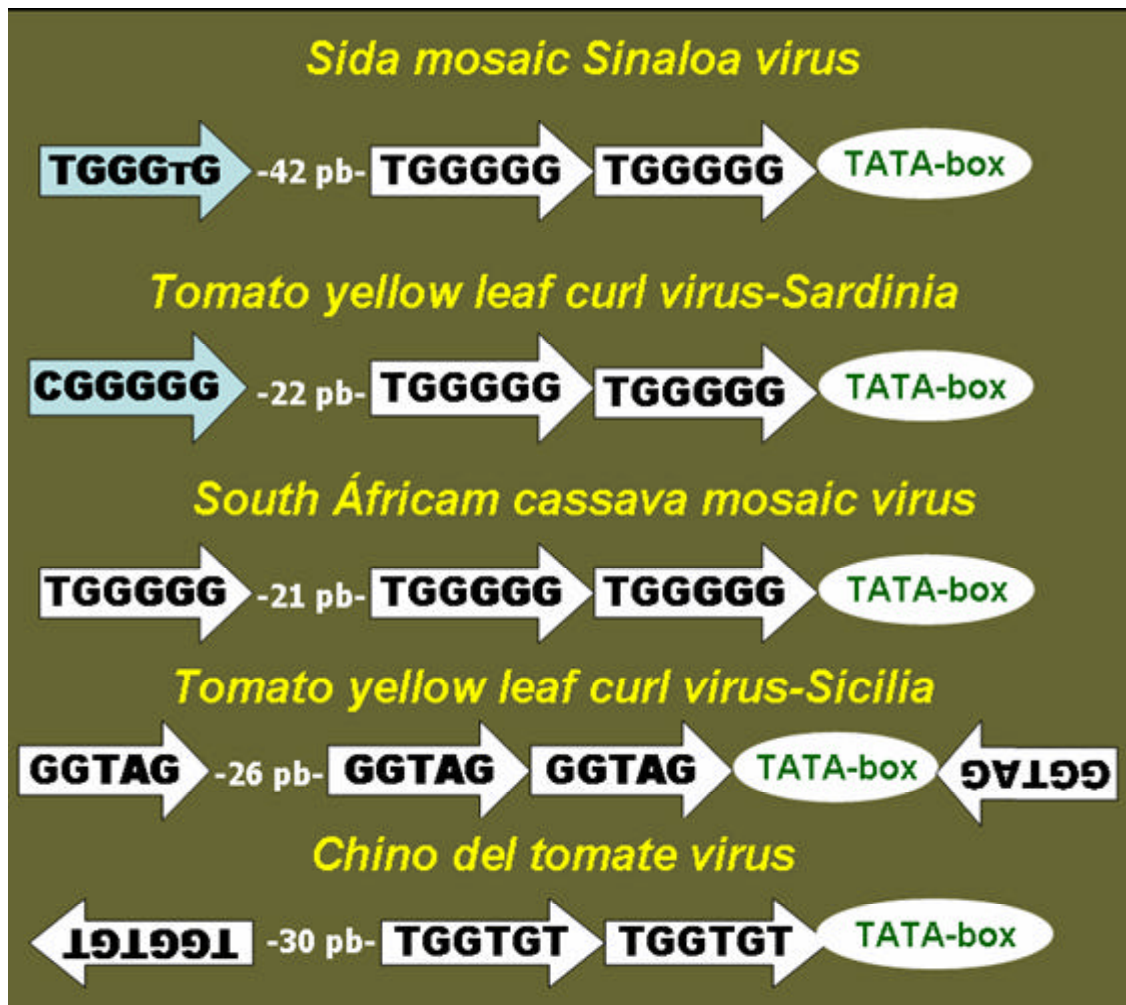 Sida mosaic Sinaloa virus
TGGGTG -42 pb- TGGGGG TGGGGG TATA-box
Tomato yellow leaf curl virus-Sardinia
CGGGGG -22 pb- TGGGGG TGGGGG TATA-box
South Áfricam cassava mosaic virus
TGGGGG -21 pb- TGGGGG TGGGGG TATA-box
Tomato yellow leaf curl virus-Sicilia
GGTAG -26 pb- GGTAG GGTAG TATA-box GGTAG
Chino del tomate virus
TGGTGT -30 pb- TGGTGT TGGTGT TATA-box